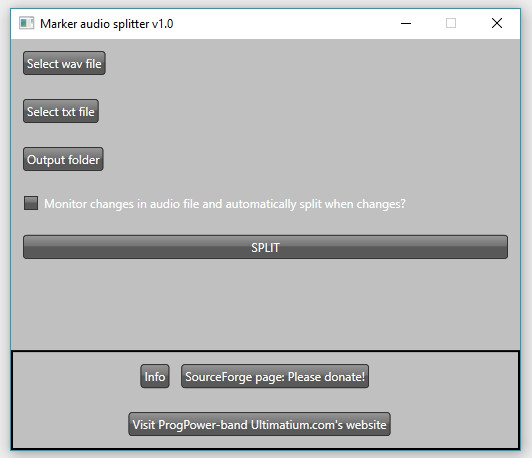 Marker audio splitter v1.0
Select wav file
Select txt file
Output folder
Monitor changes in audio file and automatically split when changes?
SPLIT
Info
SourceForge page: Please donate!
Visit ProgPower-band Ultimatium.com's website